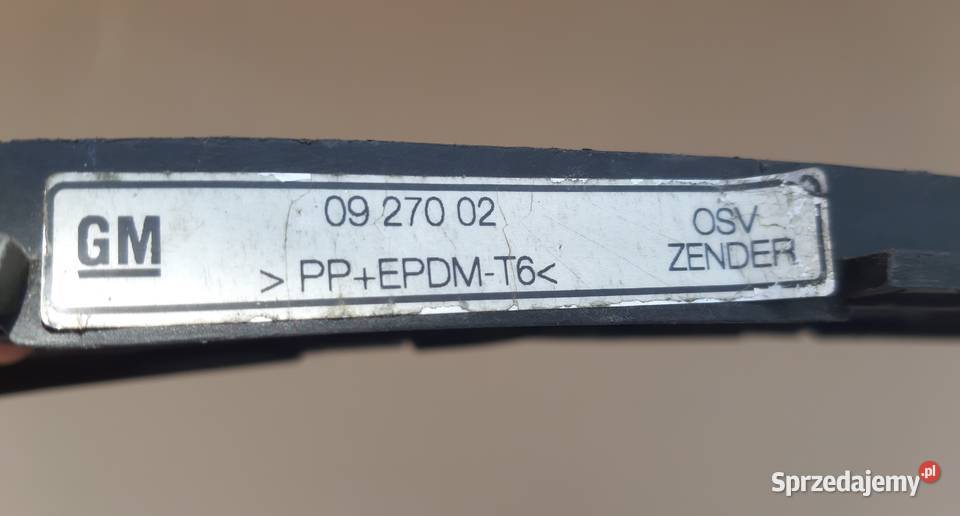 GM
09 270 02
> PP+EPDM-T6<
OSV
ZENDER
Sprzedajemy.pl